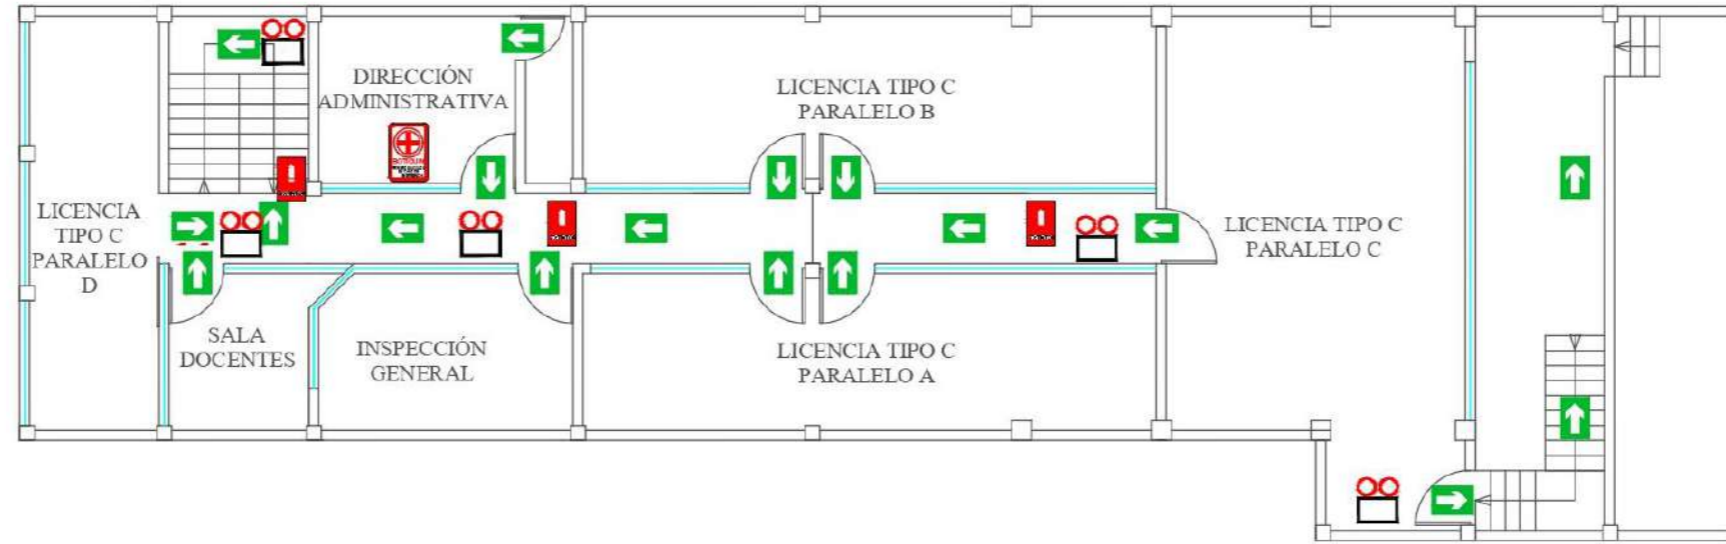 DIRECCIÓN
ADMINISTRATIVA
LICENCIA TIPO C
PARALELO B
LICENCIA
TIPO C
PARALELO
D
LICENCIA TIPO C
PARALELO C
SALA
DOCENTES
INSPECCIÓN
GENERAL
LICENCIA TIPO C
PARALELO A